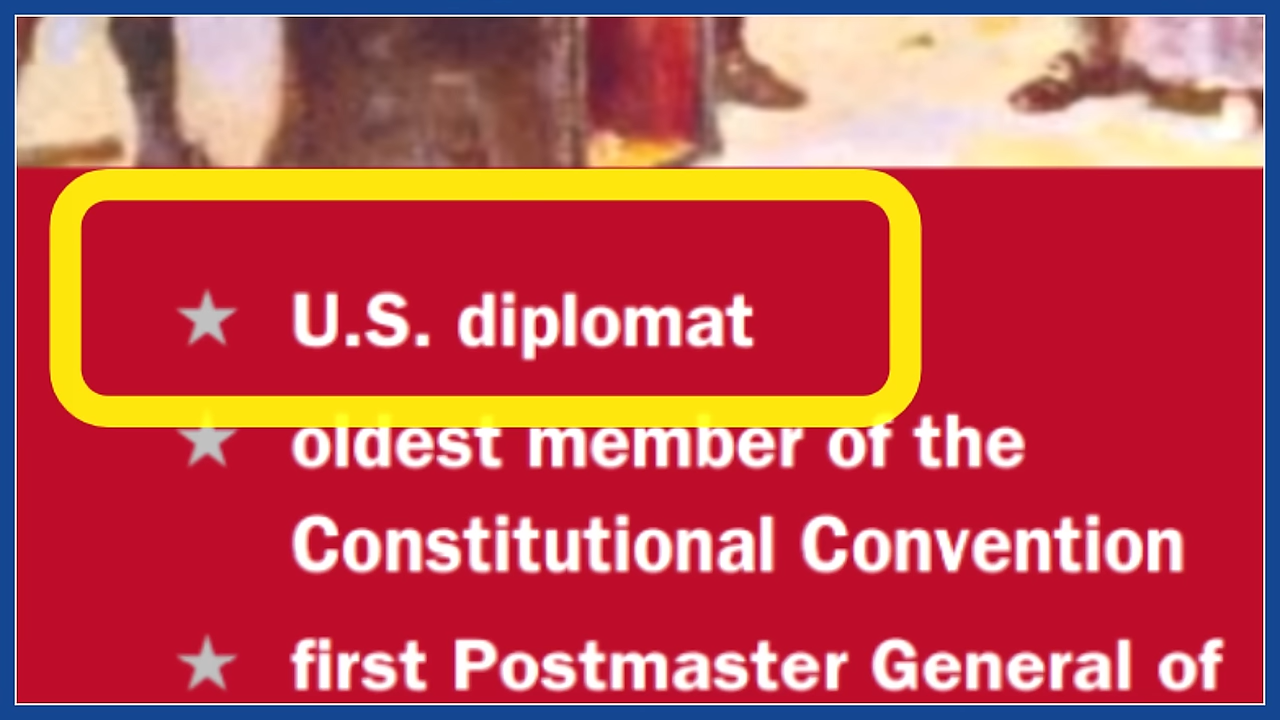 U.S. diplomat
oldest member of the
Constitutional Convention
first Postmaster General of